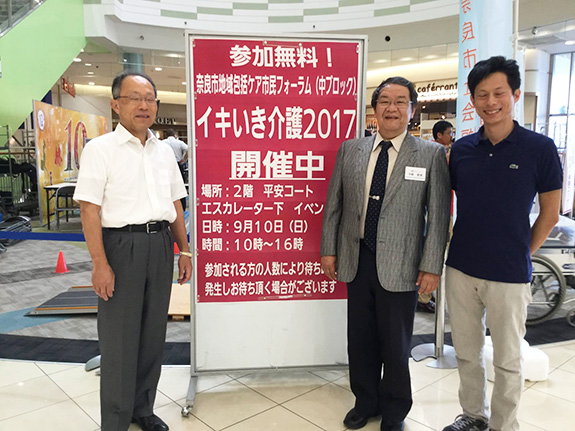 参加無料！
奈良市地域包括ケア市民フォーラム（中ブロック）
イキいき介護2017
開催中
場所：2階　平安コート
エスカレーター下　イベン
日時：9月10日（日）
時間：10時～16時
参加される方の人数により待ち
発生しお待ち頂く場合がございます
caférrant
奈良市
会
10